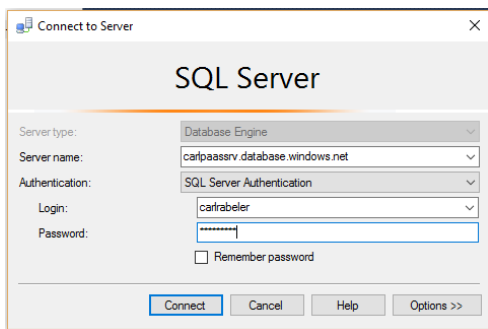 Connect to Server
SQL Server
Server type: Database Engine
Server name: carlpaassrv.database.windows.net
Authentication: SQL Server Authentication
Login: carlrabeler
Password: *********
Remember password
Connect Cancel Help Options >>